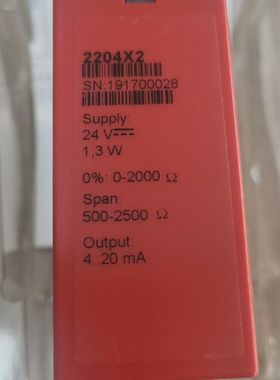 2204X2
SN:191700028
Supply:
24 V⎓
1,3 W
0%: 0-2000 Ω
Span:
500-2500 Ω
Output:
4..20 mA